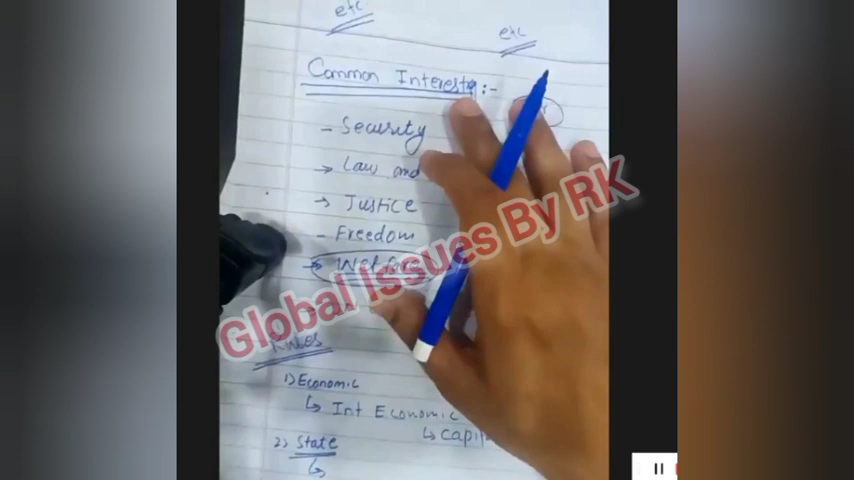 etc
etc
Common Interests :-
- Security
→ Law and
→ Justice
- Freedom
→ Welfare
Global Issues By RK
Rules
1) Economic
↳ Int Economic
↳ Capi
2) State
↳